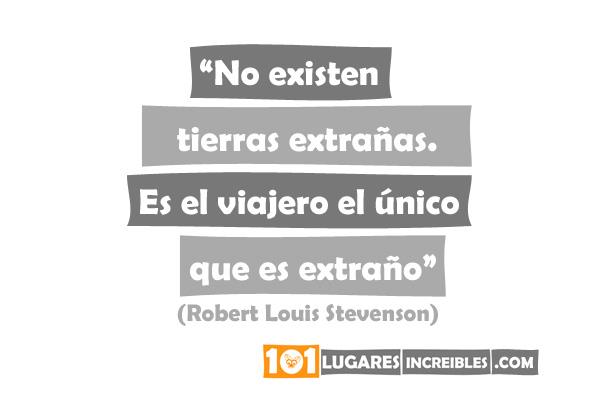 “No existen
tierras extrañas.
Es el viajero el único
que es extraño”
(Robert Louis Stevenson)
101 LUGARES INCREIBLES .COM